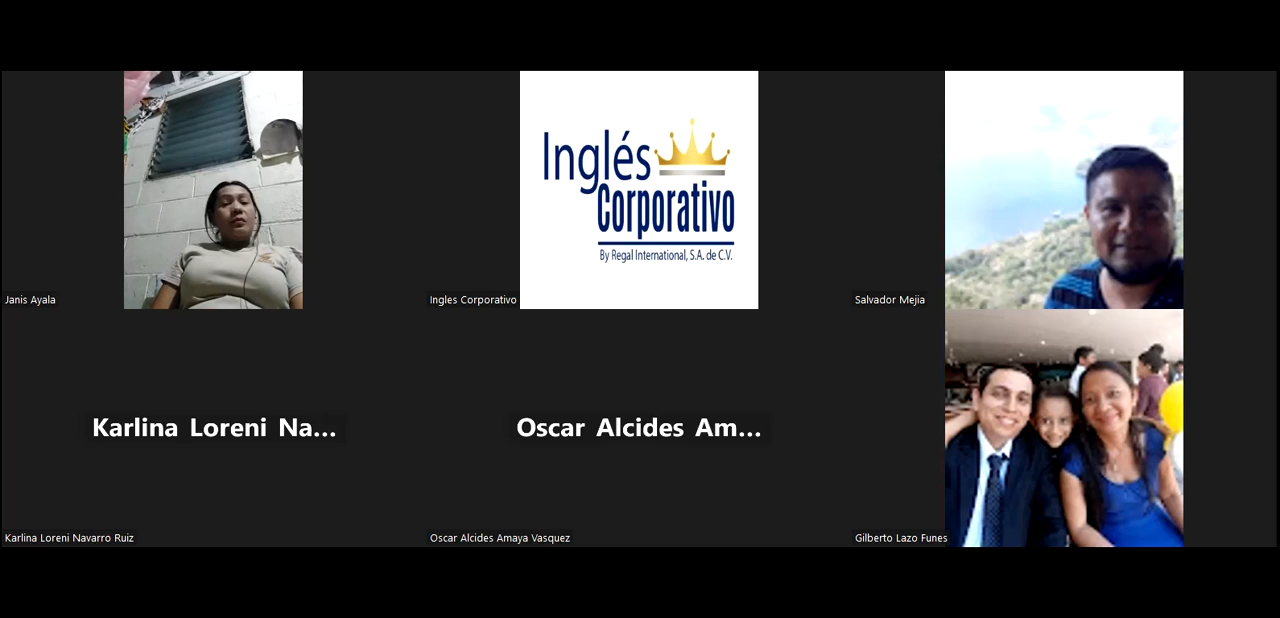 Inglés
Corporativo
By Regal International, S.A. de C.V.
Janis Ayala
Ingles Corporativo
Salvador Mejia
Karlina Loreni Na...
Oscar Alcides Am...
Karlina Loreni Navarro Ruiz
Oscar Alcides Amaya Vasquez
Gilberto Lazo Funes